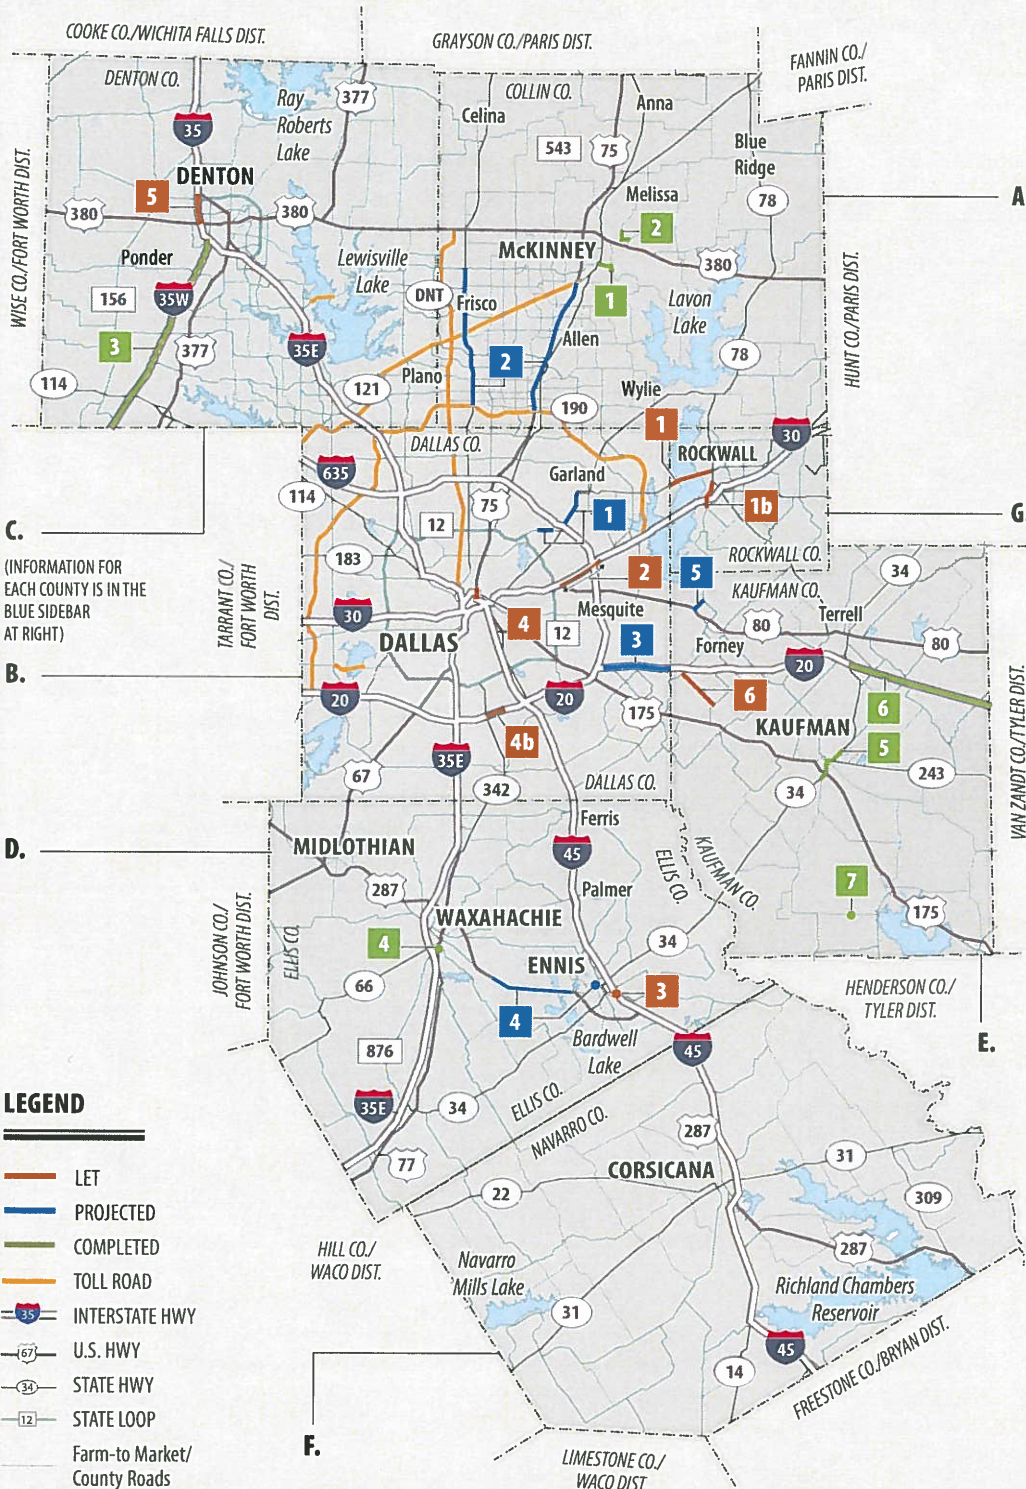 COOKE CO./WICHITA FALLS DIST.
GRAYSON CO./PARIS DIST.
FANNIN CO./
PARIS DIST.
DENTON CO.
COLLIN CO.
Ray
Roberts
Lake
377
Celina
Anna
35
543
75
Blue
Ridge
DENTON
WISE CO./FORT WORTH DIST.
5
380
380
Melissa
2
78
A
Ponder
Lewisville
Lake
McKINNEY
380
HUNT CO./PARIS DIST.
156
35W
DNT
Frisco
1
Lavon
Lake
3
377
35E
Allen
2
78
114
121
Plano
Wylie
190
1
30
DALLAS CO.
ROCKWALL
635
Garland
114
75
1
1b
G
C.
12
(INFORMATION FOR
EACH COUNTY IS IN THE
BLUE SIDEBAR
AT RIGHT)
183
ROCKWALL CO.
TARRANT CO./
FORT WORTH
DIST.
2
5
KAUFMAN CO.
34
30
Mesquite
Terrell
DALLAS
4
12
3
Forney
80
80
B.
20
20
20
6
6
175
KAUFMAN
VAN ZANDT CO./TYLER DIST.
4b
5
35E
67
342
DALLAS CO.
34
243
D.
MIDLOTHIAN
Ferris
45
ELLIS CO.
KAUFMAN CO.
287
Palmer
7
WAXAHACHIE
175
JOHNSON CO./
FORT WORTH DIST.
ELLIS CO.
4
34
ENNIS
66
3
4
HENDERSON CO./
TYLER DIST.
E.
876
Bardwell
Lake
45
LEGEND
35E
34
ELLIS CO.
NAVARRO CO.
287
77
CORSICANA
31
LET
22
309
PROJECTED
COMPLETED
HILL CO./
WACO DIST.
Navarro
Mills Lake
287
TOLL ROAD
Richland Chambers
Reservoir
35
INTERSTATE HWY
31
67
U.S. HWY
45
34
STATE HWY
14
FREESTONE CO./BRYAN DIST.
12
STATE LOOP
F.
Farm-to Market/
County Roads
LIMESTONE CO./
WACO DIST.